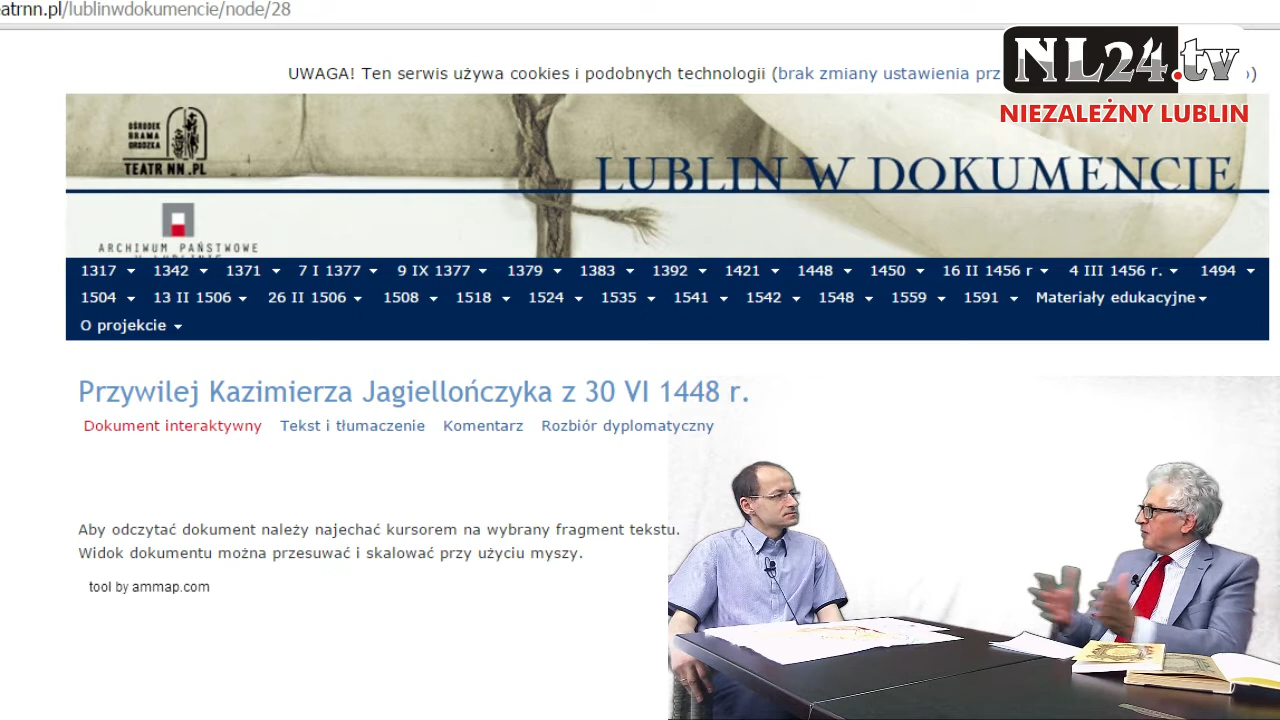 eatrnn.pl/lublinwdokumencie/node/28
NL24.tv
NIEZALEŻNY LUBLIN
UWAGA! Ten serwis używa cookies i podobnych technologii (brak zmiany ustawienia prz )
OŚRODEK
BRAMA
GRODZKA
TEATR NN .PL
LUBLIN W DOKUMENCIE
ARCHIWUM PAŃSTWOWE
W LUBLINIE
1317 1342 1371 7 I 1377 9 IX 1377 1379 1383 1392 1421 1448 1450 16 II 1456 r 4 III 1456 r. 1494
1504 13 II 1506 26 II 1506 1508 1518 1524 1535 1541 1542 1548 1559 1591 Materiały edukacyjne
O projekcie
Przywilej Kazimierza Jagiellończyka z 30 VI 1448 r.
Dokument interaktywny Tekst i tłumaczenie Komentarz Rozbiór dyplomatyczny
Aby odczytać dokument należy najechać kursorem na wybrany fragment tekstu.
Widok dokumentu można przesuwać i skalować przy użyciu myszy.
tool by ammap.com